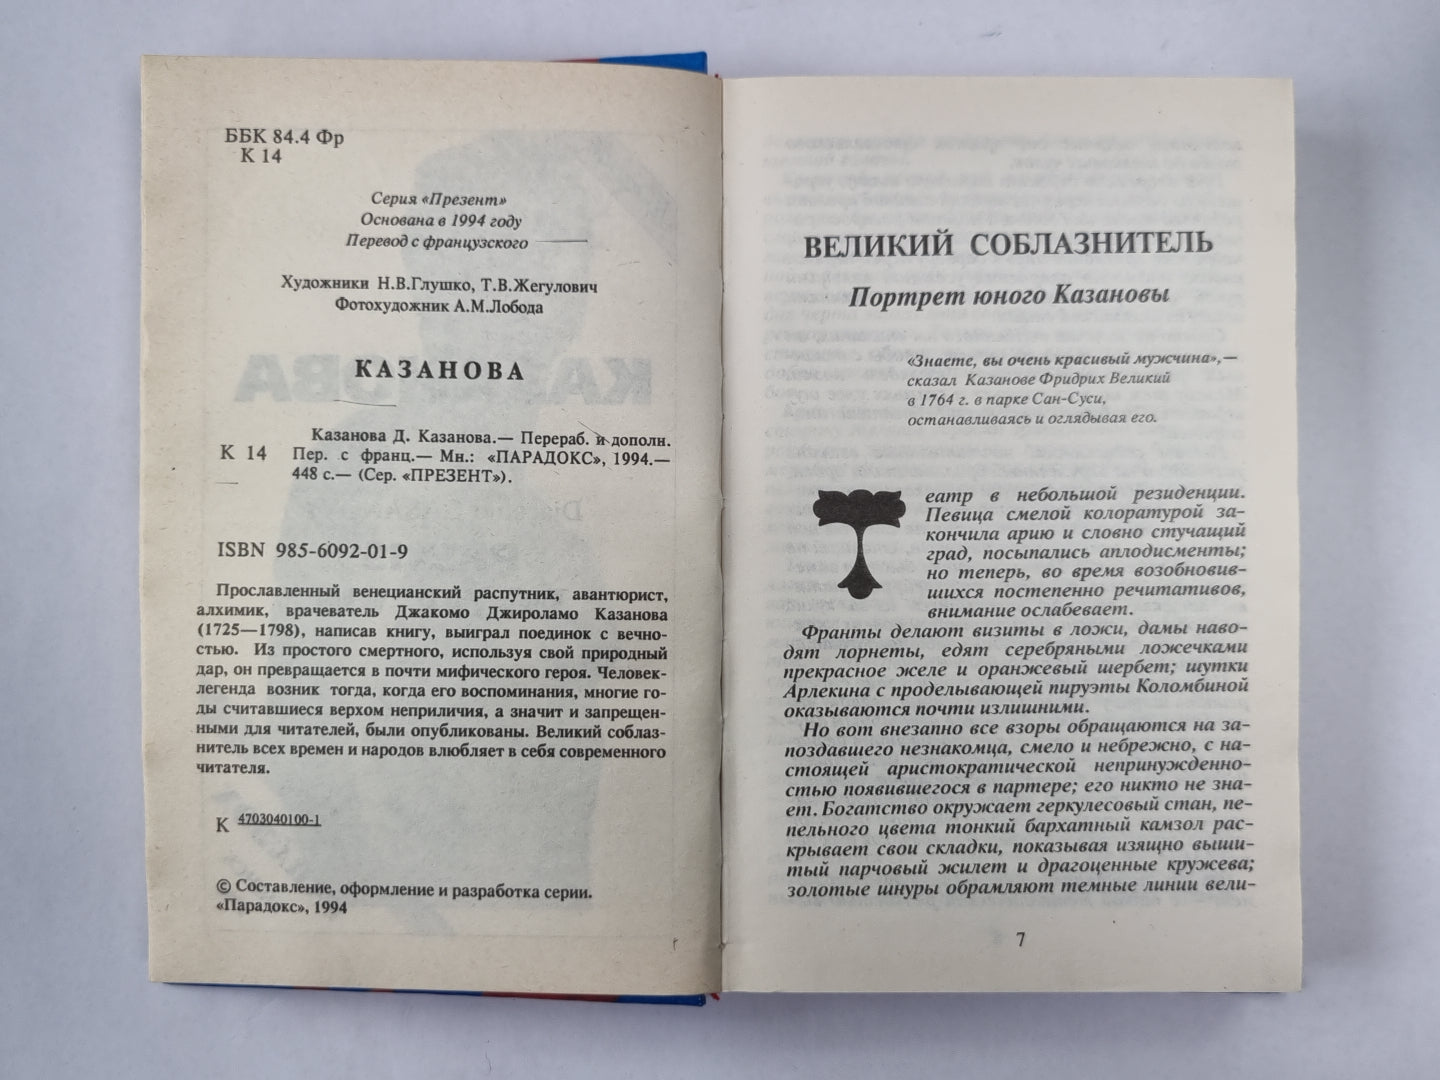 ББК 84.4 Фр
К 14
Серия «Презент»
Основана в 1994 году
Перевод с французского
Художники Н.В.Глушко, Т.В.Жегулович
Фотохудожник А.М.Лобода
КАЗАНОВА
Казанова Д. Казанова.— Перераб. и дополн.
К 14 Пер. с франц.— Мн.: «ПАРАДОКС», 1994.—
448 с.— (Сер. «ПРЕЗЕНТ»).
ISBN 985-6092-01-9
Прославленный венецианский распутник, авантюрист,
алхимик, врачеватель Джакомо Джироламо Казанова
(1725—1798), написав книгу, выиграл поединок с вечно-
стью. Из простого смертного, используя свой природный
дар, он превращается в почти мифического героя. Человек-
легенда возник тогда, когда его воспоминания, многие го-
ды считавшиеся верхом неприличия, а значит и запрещен-
ными для читателей, были опубликованы. Великий соблаз-
нитель всех времен и народов влюбляет в себя современного
читателя.
К 4703040100-1
© Составление, оформление и разработка серии.
«Парадокс», 1994
ВЕЛИКИЙ СОБЛАЗНИТЕЛЬ
Портрет юного Казановы
«Знаете, вы очень красивый мужчина»,—
сказал Казанове Фридрих Великий
в 1764 г. в парке Сан-Суси,
останавливаясь и оглядывая его.
Театр в небольшой резиденции.
Певица смелой колоратурой за-
кончила арию и словно стучащий
град, посыпались аплодисменты;
но теперь, во время возобновив-
шихся постепенно речитативов,
внимание ослабевает.
Франты делают визиты в ложи, дамы наво-
дят лорнеты, едят серебряными ложечками
прекрасное желе и оранжевый шербет; шутки
Арлекина с проделывающей пируэты Коломбиной
оказываются почти излишними.
Но вот внезапно все взоры обращаются на за-
поздавшего незнакомца, смело и небрежно, с на-
стоящей аристократической непринужденно-
стью появившегося в партере; его никто не зна-
ет. Богатство окружает геркулесовый стан, пе-
пельного цвета тонкий бархатный камзол рас-
крывает свои складки, показывая изящно выши-
тый парчовый жилет и драгоценные кружева;
золотые шнуры обрамляют темные линии вели-
7